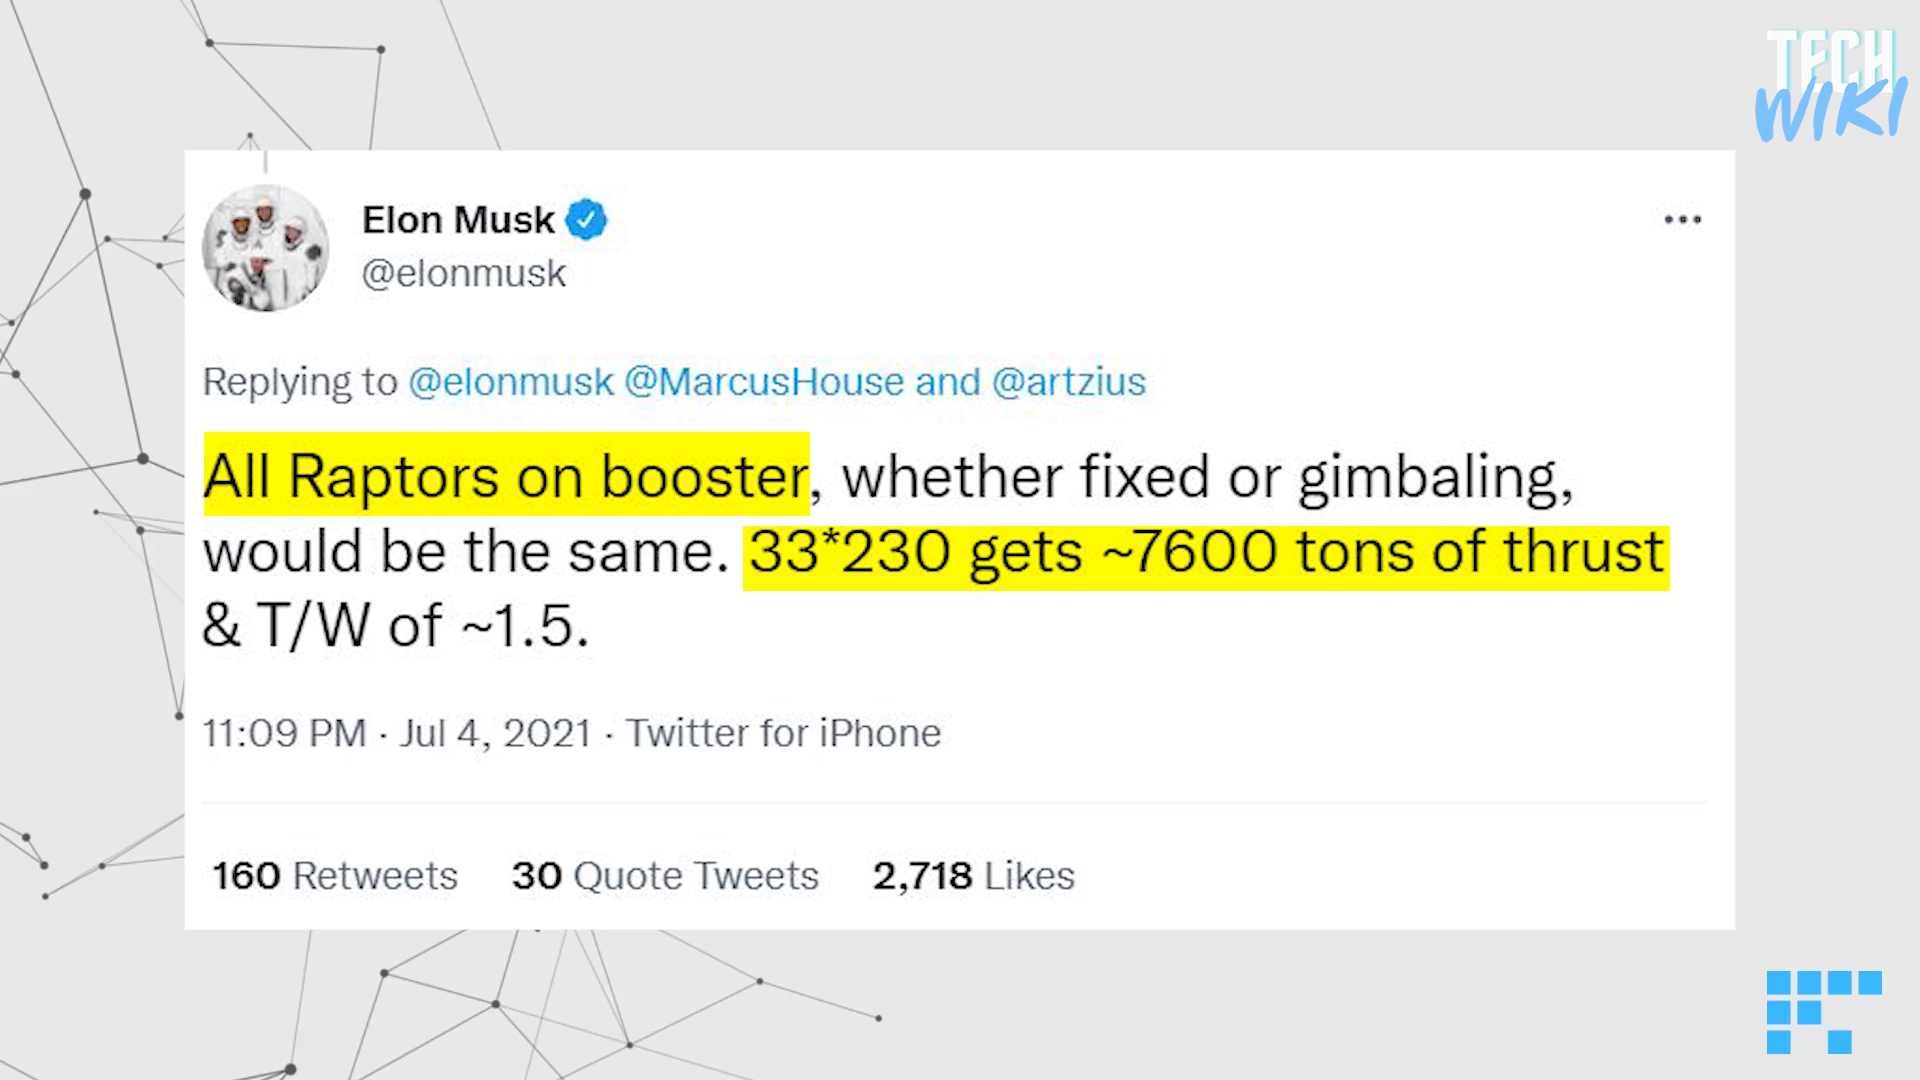 TECH
WIKI
Elon Musk
@elonmusk
Replying to @elonmusk @MarcusHouse and @artzius
All Raptors on booster, whether fixed or gimbaling,
would be the same. 33*230 gets ~7600 tons of thrust
& T/W of ~1.5.
11:09 PM · Jul 4, 2021 · Twitter for iPhone
160 Retweets 30 Quote Tweets 2,718 Likes